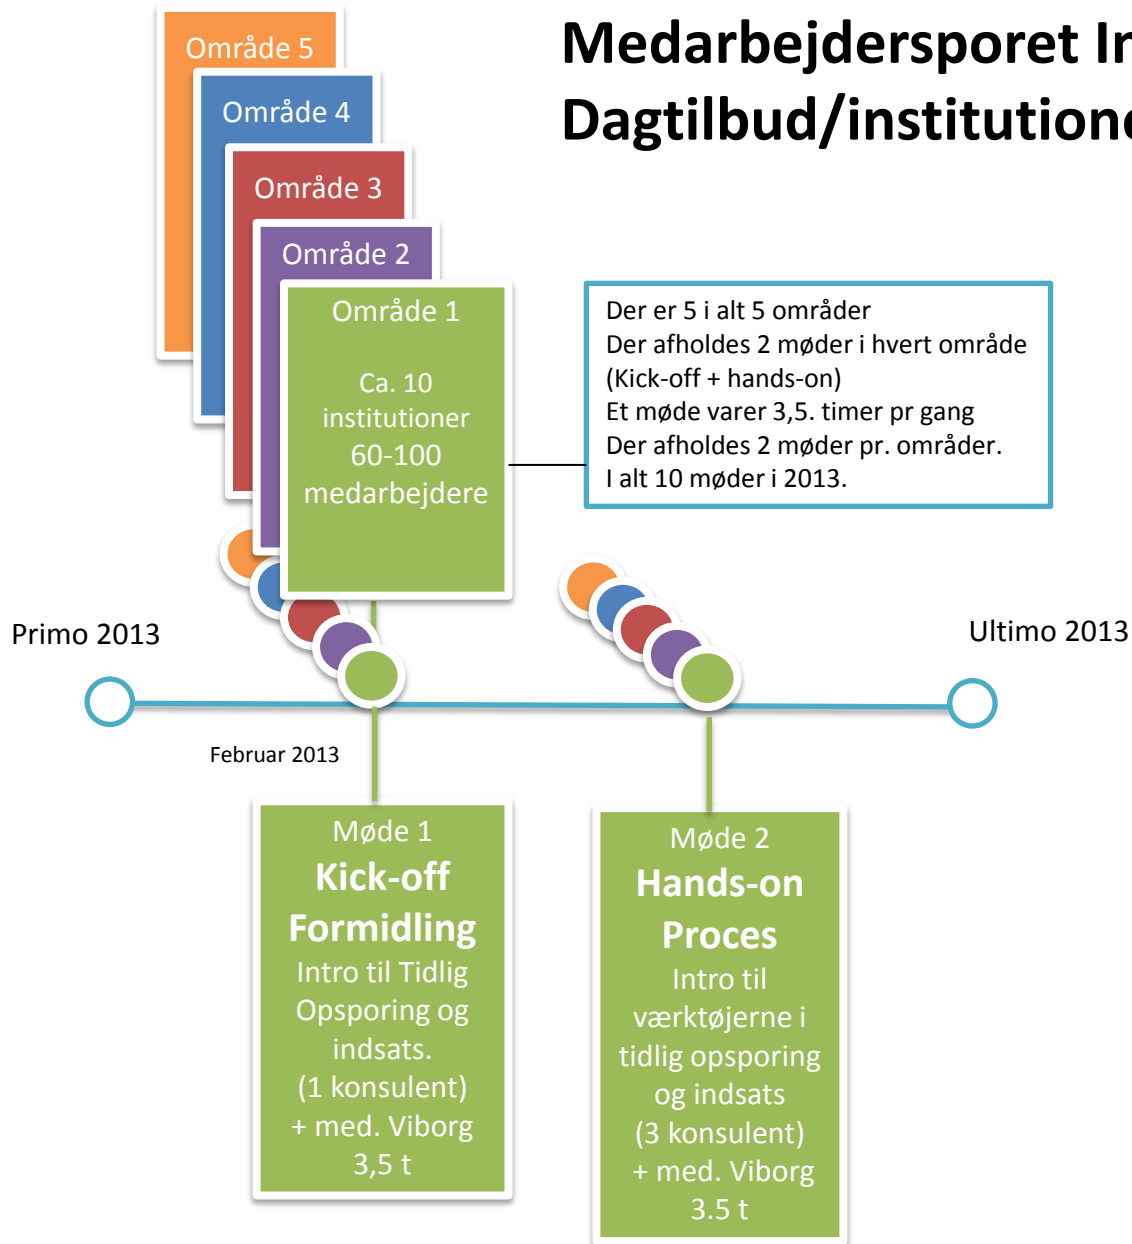 Medarbejdersporet In
Dagtilbud/institutione
Område 5
Område 4
Område 3
Område 2
Område 1
Ca. 10
institutioner
60-100
medarbejdere
Der er 5 i alt 5 områder
Der afholdes 2 møder i hvert område
(Kick-off + hands-on)
Et møde varer 3,5. timer pr gang
Der afholdes 2 møder pr. områder.
I alt 10 møder i 2013.
Primo 2013
Ultimo 2013
Februar 2013
Møde 1
Kick-off
Formidling
Intro til Tidlig
Opsporing og
indsats.
(1 konsulent)
+ med. Viborg
3,5 t
Møde 2
Hands-on
Proces
Intro til
værktøjerne i
tidlig opsporing
og indsats
(3 konsulent)
+ med. Viborg
3.5 t